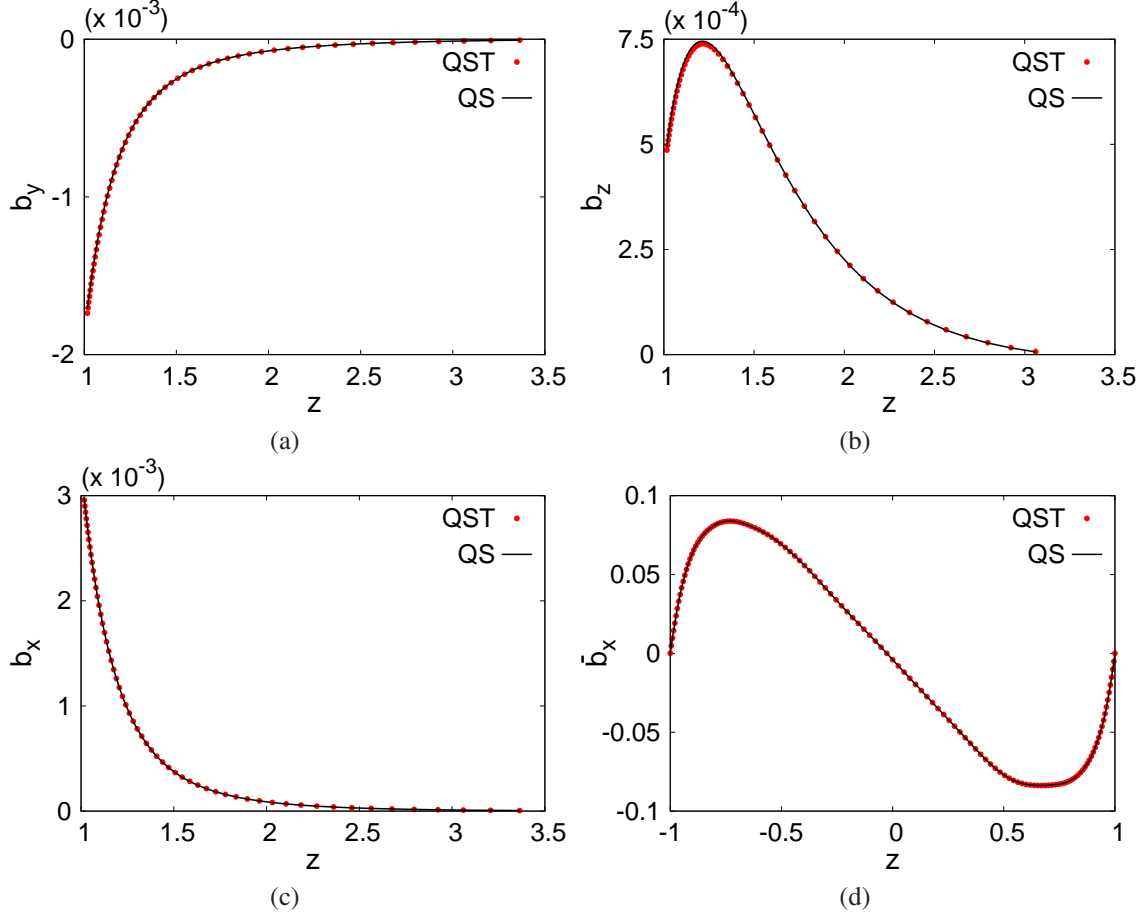 (x 10^-3)
0
-1
-2
b_y
QST
QS
1 1.5 2 2.5 3 3.5
z
(a)
(x 10^-4)
7.5
5
2.5
0
b_z
QST
QS
1 1.5 2 2.5 3 3.5
z
(b)
(x 10^-3)
3
2
1
0
b_x
QST
QS
1 1.5 2 2.5 3 3.5
z
(c)
0.1
0.05
0
-0.05
-0.1
b̄_x
QST
QS
-1 -0.5 0 0.5 1
z
(d)